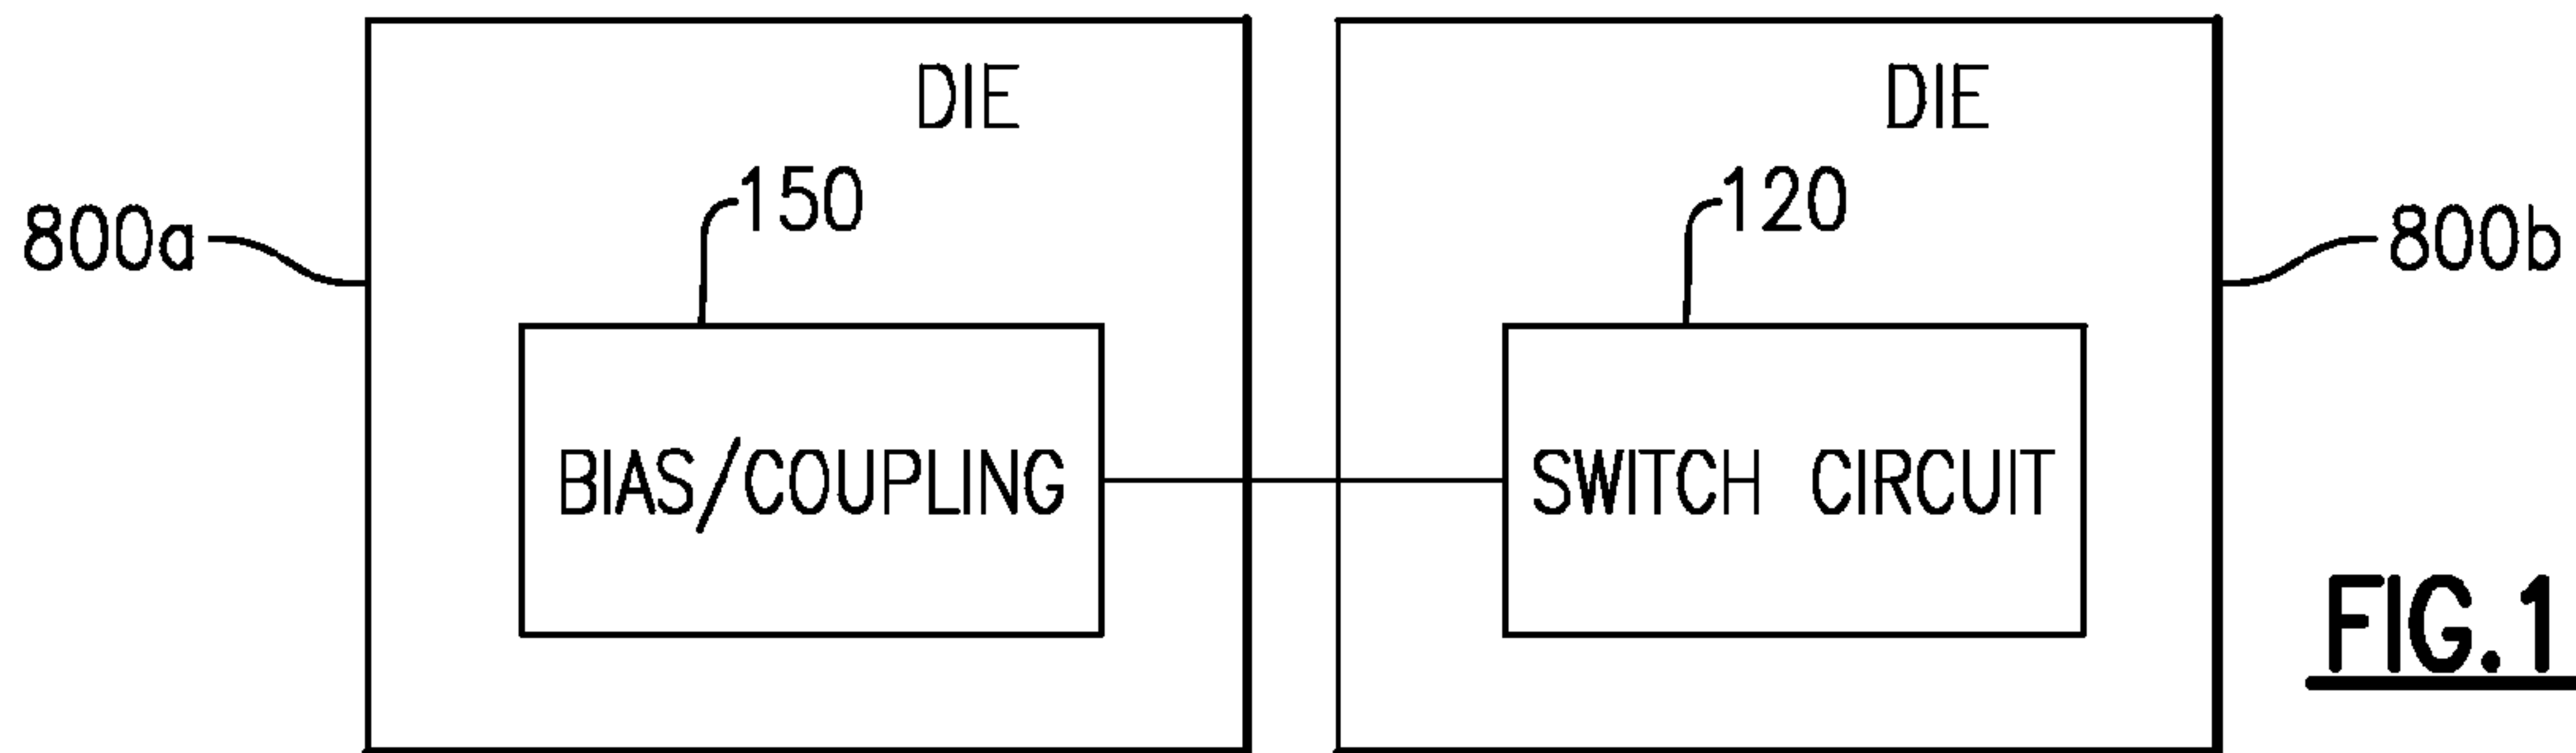 DIE
DIE
150
120
800a
800b
BIAS/COUPLING
SWITCH CIRCUIT
FIG.1